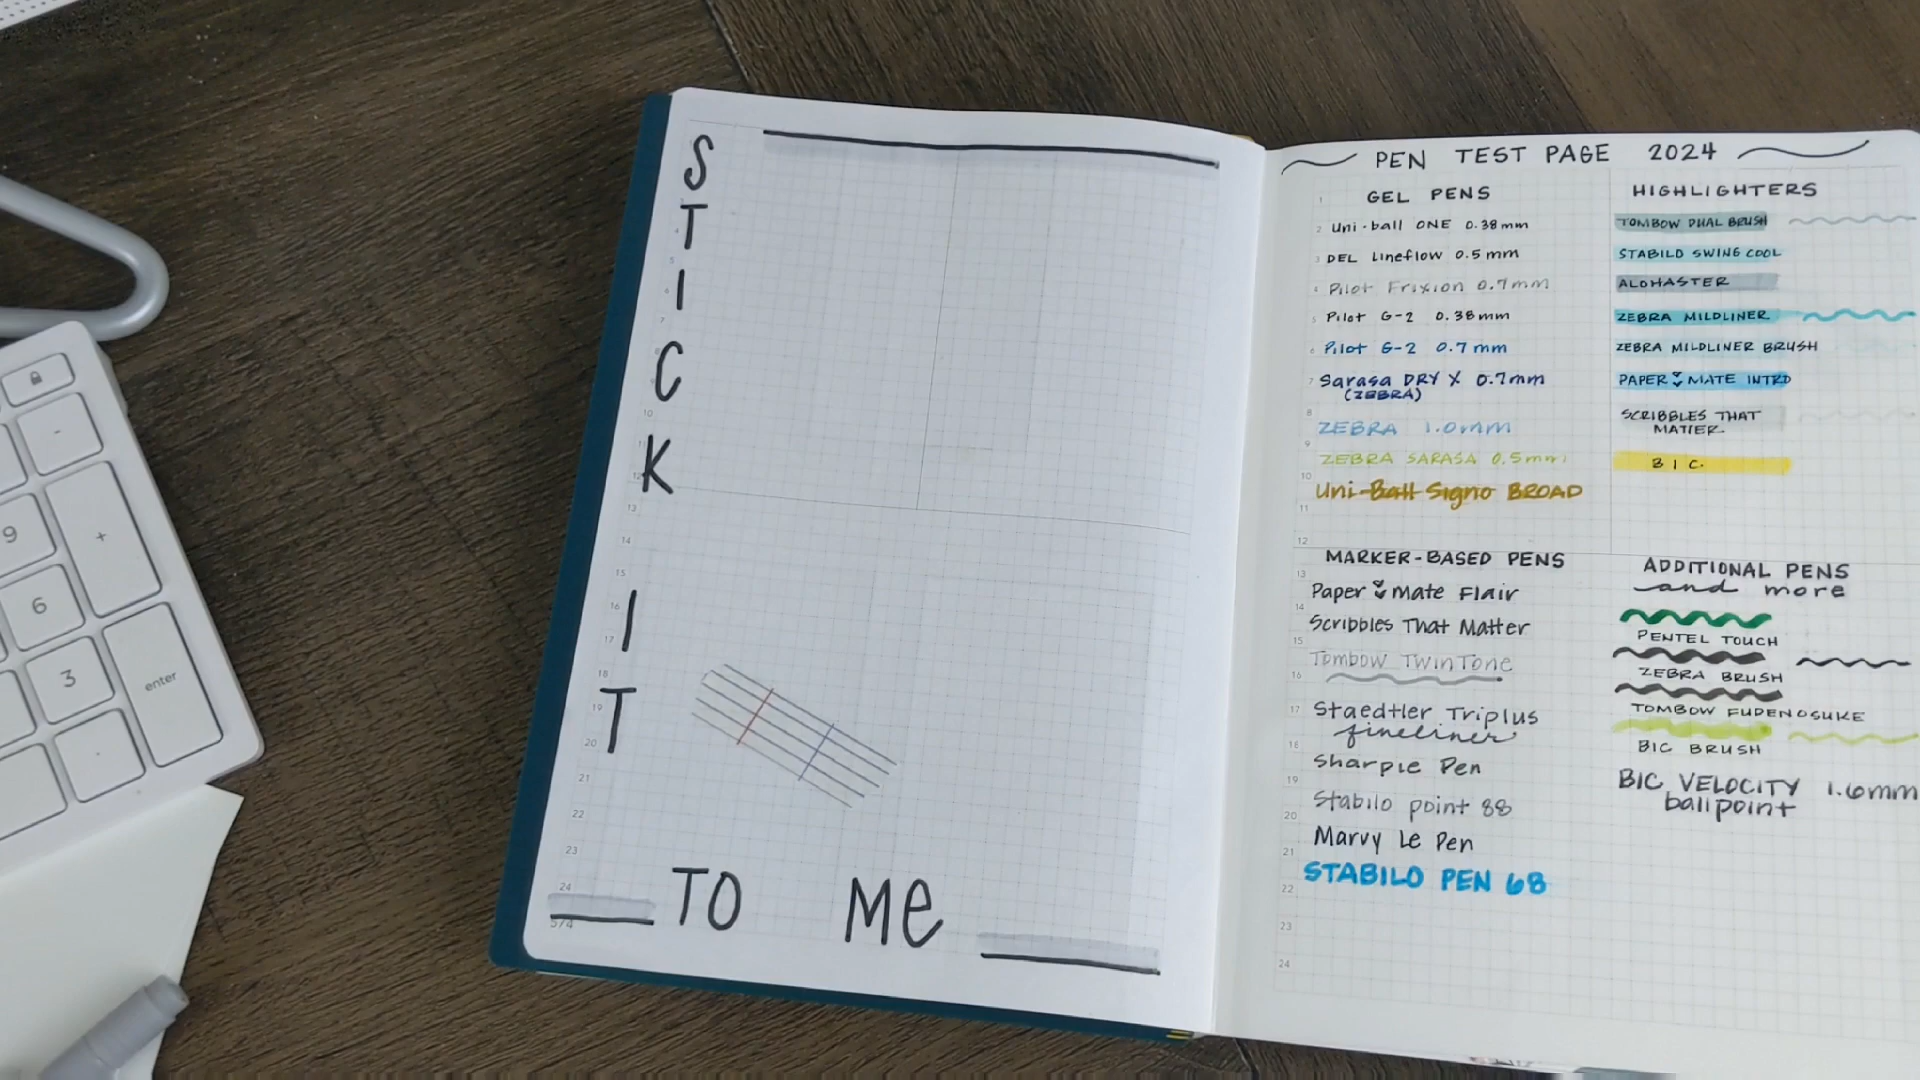 STICK
IT
TO ME
PEN TEST PAGE 2024
GEL PENS
Uni-ball ONE 0.38mm
DEL Lineflow 0.5mm
Pilot Frixion 0.7mm
Pilot G-2 0.38mm
Pilot G-2 0.7mm
Sarasa DRY X 0.7mm
(ZEBRA)
ZEBRA 1.0mm
ZEBRA SARASA 0.5mm
Uni-Ball Signo BROAD
HIGHLIGHTERS
TOMBOW DUAL BRUSH
STABILO SWING COOL
ALOHASTER
ZEBRA MILDLINER
ZEBRA MILDLINER BRUSH
PAPER MATE INTRO
SCRIBBLES THAT
MATTER
BIC
MARKER-BASED PENS
Paper Mate Flair
Scribbles That Matter
Tombow TwinTone
Staedtler Triplus
fineliner
Sharpie Pen
Stabilo point 88
Marvy Le Pen
STABILO PEN 68
ADDITIONAL PENS
and more
PENTEL TOUCH
ZEBRA BRUSH
TOMBOW FUDENOSUKE
BIC BRUSH
BIC VELOCITY 1.6mm
ballpoint
9
+
-
6
3
enter
.